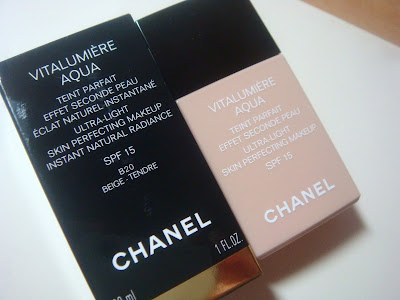 VITALUMIÈRE
AQUA
TEINT PARFAIT
EFFET SECONDE PEAU
ÉCLAT NATUREL INSTANTANÉ
ULTRA-LIGHT
SKIN PERFECTING MAKEUP
INSTANT NATURAL RADIANCE
SPF 15
B20
BEIGE - TENDRE
CHANEL
ml
1 FL.OZ.
VITALUMIÈRE
AQUA
TEINT PARFAIT
EFFET SECONDE PEAU
ULTRA-LIGHT
SKIN PERFECTING MAKEUP
SPF 15
CHANEL